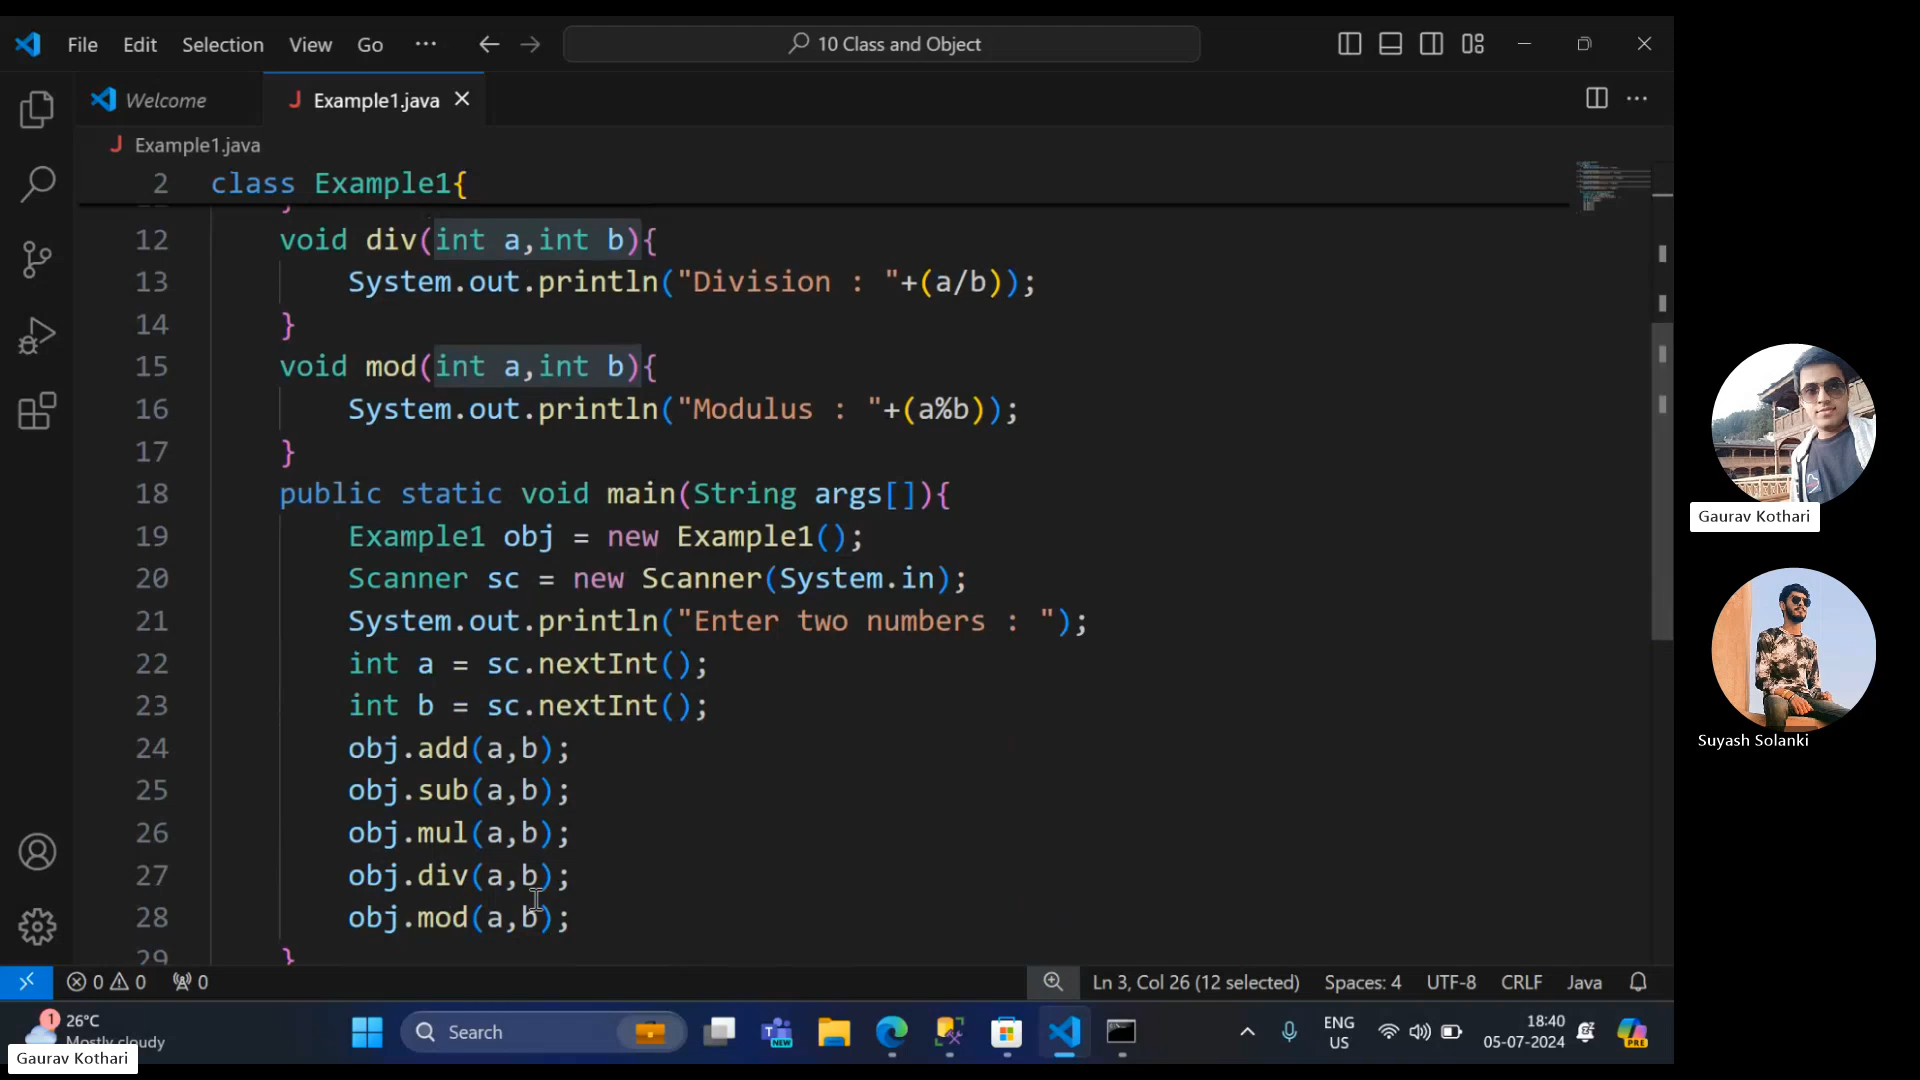 File Edit Selection View Go ··· 10 Class and Object
Welcome Example1.java
Example1.java
2 class Example1{
}
12 void div(int a,int b){
13 System.out.println("Division : "+(a/b));
14 }
15 void mod(int a,int b){
16 System.out.println("Modulus : "+(a%b));
17 }
18 public static void main(String args[]){
19 Example1 obj = new Example1();
20 Scanner sc = new Scanner(System.in);
21 System.out.println("Enter two numbers : ");
22 int a = sc.nextInt();
23 int b = sc.nextInt();
24 obj.add(a,b);
25 obj.sub(a,b);
26 obj.mul(a,b);
27 obj.div(a,b);
28 obj.mod(a,b);
29 }
0 0 0 Ln 3, Col 26 (12 selected) Spaces: 4 UTF-8 CRLF Java
1 26°C
Mostly cloudy
Search
NEW
ENG
US
18:40
05-07-2024
PRE
Gaurav Kothari
Gaurav Kothari
Suyash Solanki